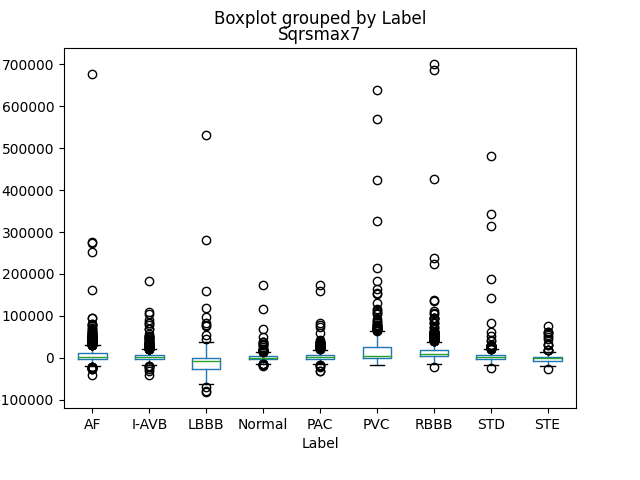 Boxplot grouped by Label
Sqrsmax7
700000
600000
500000
400000
300000
200000
100000
0
100000
AF I-AVB LBBB Normal PAC PVC RBBB STD STE
Label